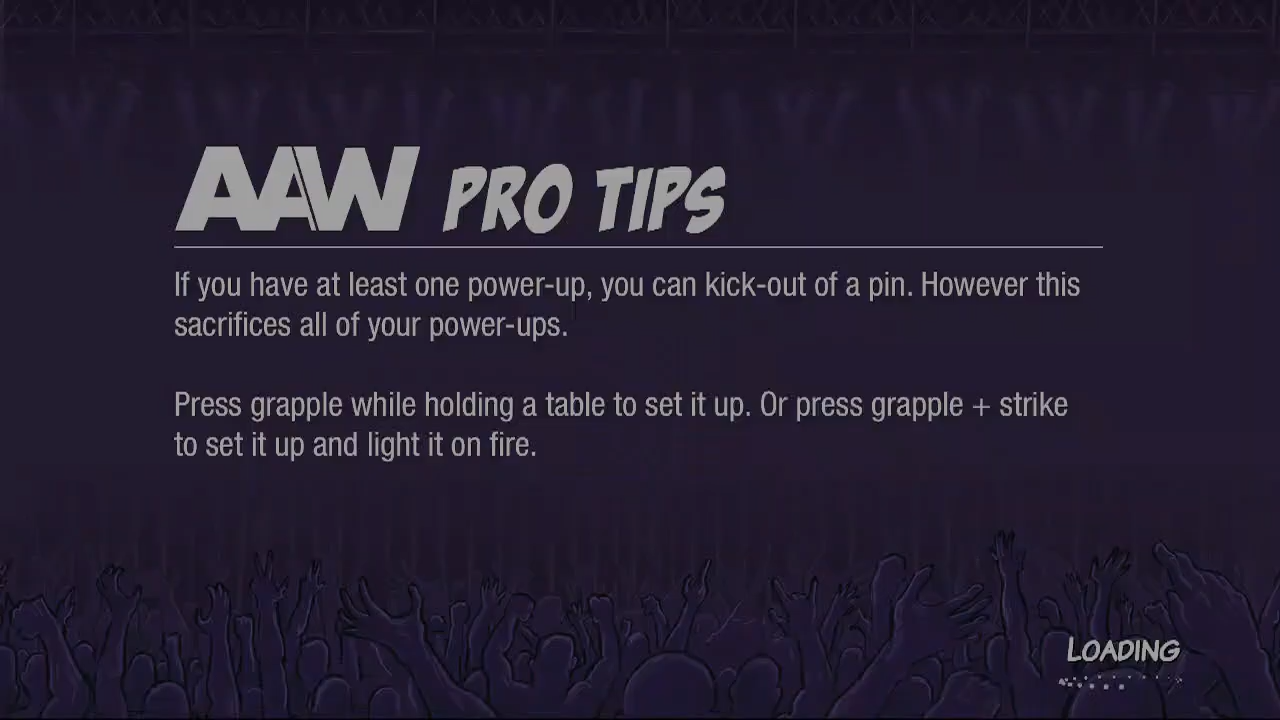 AAW PRO TIPS
If you have at least one power-up, you can kick-out of a pin. However this
sacrifices all of your power-ups.
Press grapple while holding a table to set it up. Or press grapple + strike
to set it up and light it on fire.
LOADING